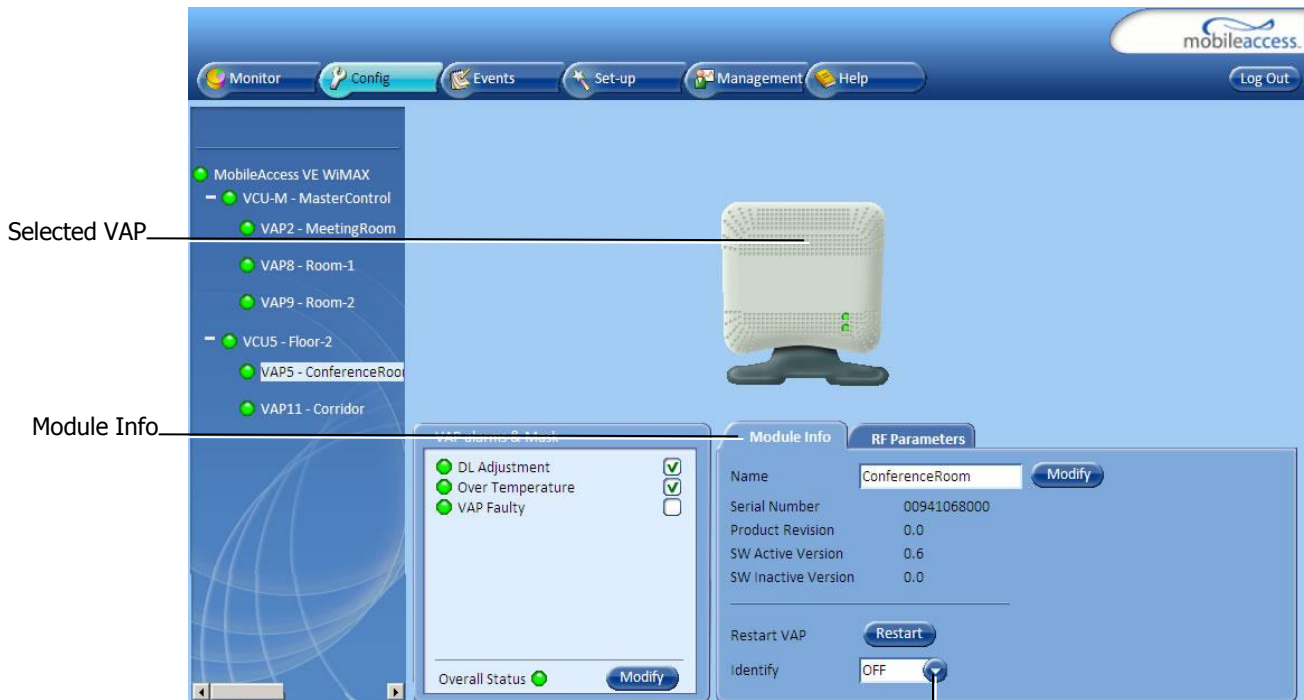 mobileaccess.
Monitor
Config
Events
Set-up
Management
Help
Log Out
MobileAccess VE WiMAX
VCU-M - MasterControl
Selected VAP
VAP2 - MeetingRoom
VAP8 - Room-1
VAP9 - Room-2
VCU5 - Floor-2
VAP5 - ConferenceRoo
VAP11 - Corridor
Module Info
VAP alarms & Mask
DL Adjustment
Over Temperature
VAP Faulty
Overall Status
Modify
Module Info
RF Parameters
Name ConferenceRoom Modify
Serial Number 00941068000
Product Revision 0.0
SW Active Version 0.6
SW Inactive Version 0.0
Restart VAP Restart
Identify OFF